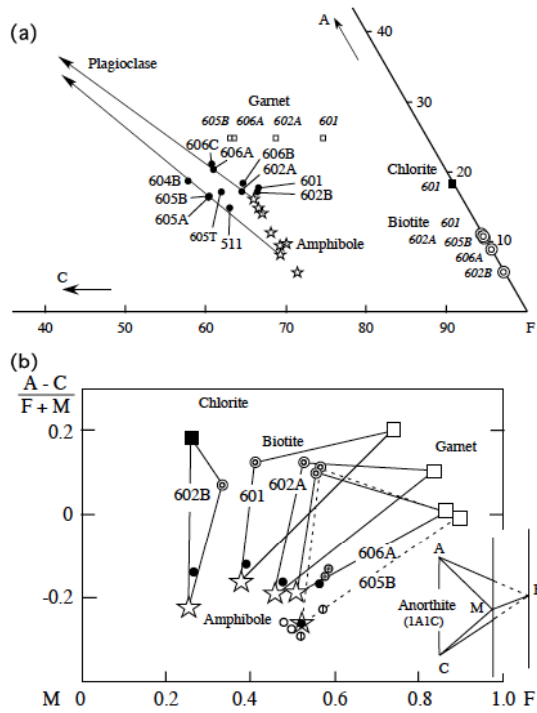 (a)
A
40
Plagioclase
Garnet
605B 606A 602A 601
30
606C
606A
606B
602A
Chlorite
601
20
604B
601
602B
605B
605A
605T
511
Amphibole
Biotite 601
602A 605B
606A
602B
10
C
40 50 60 70 80 90 F
100
(b)
A - C
F + M
Chlorite
0.2
Biotite
Garnet
602B
601
602A
0
606A
605B
-0.2
Amphibole
A
Anorthite
(1A1C)
M
F
C
-0.4
M 0 0.2 0.4 0.6 0.8 1.0 F